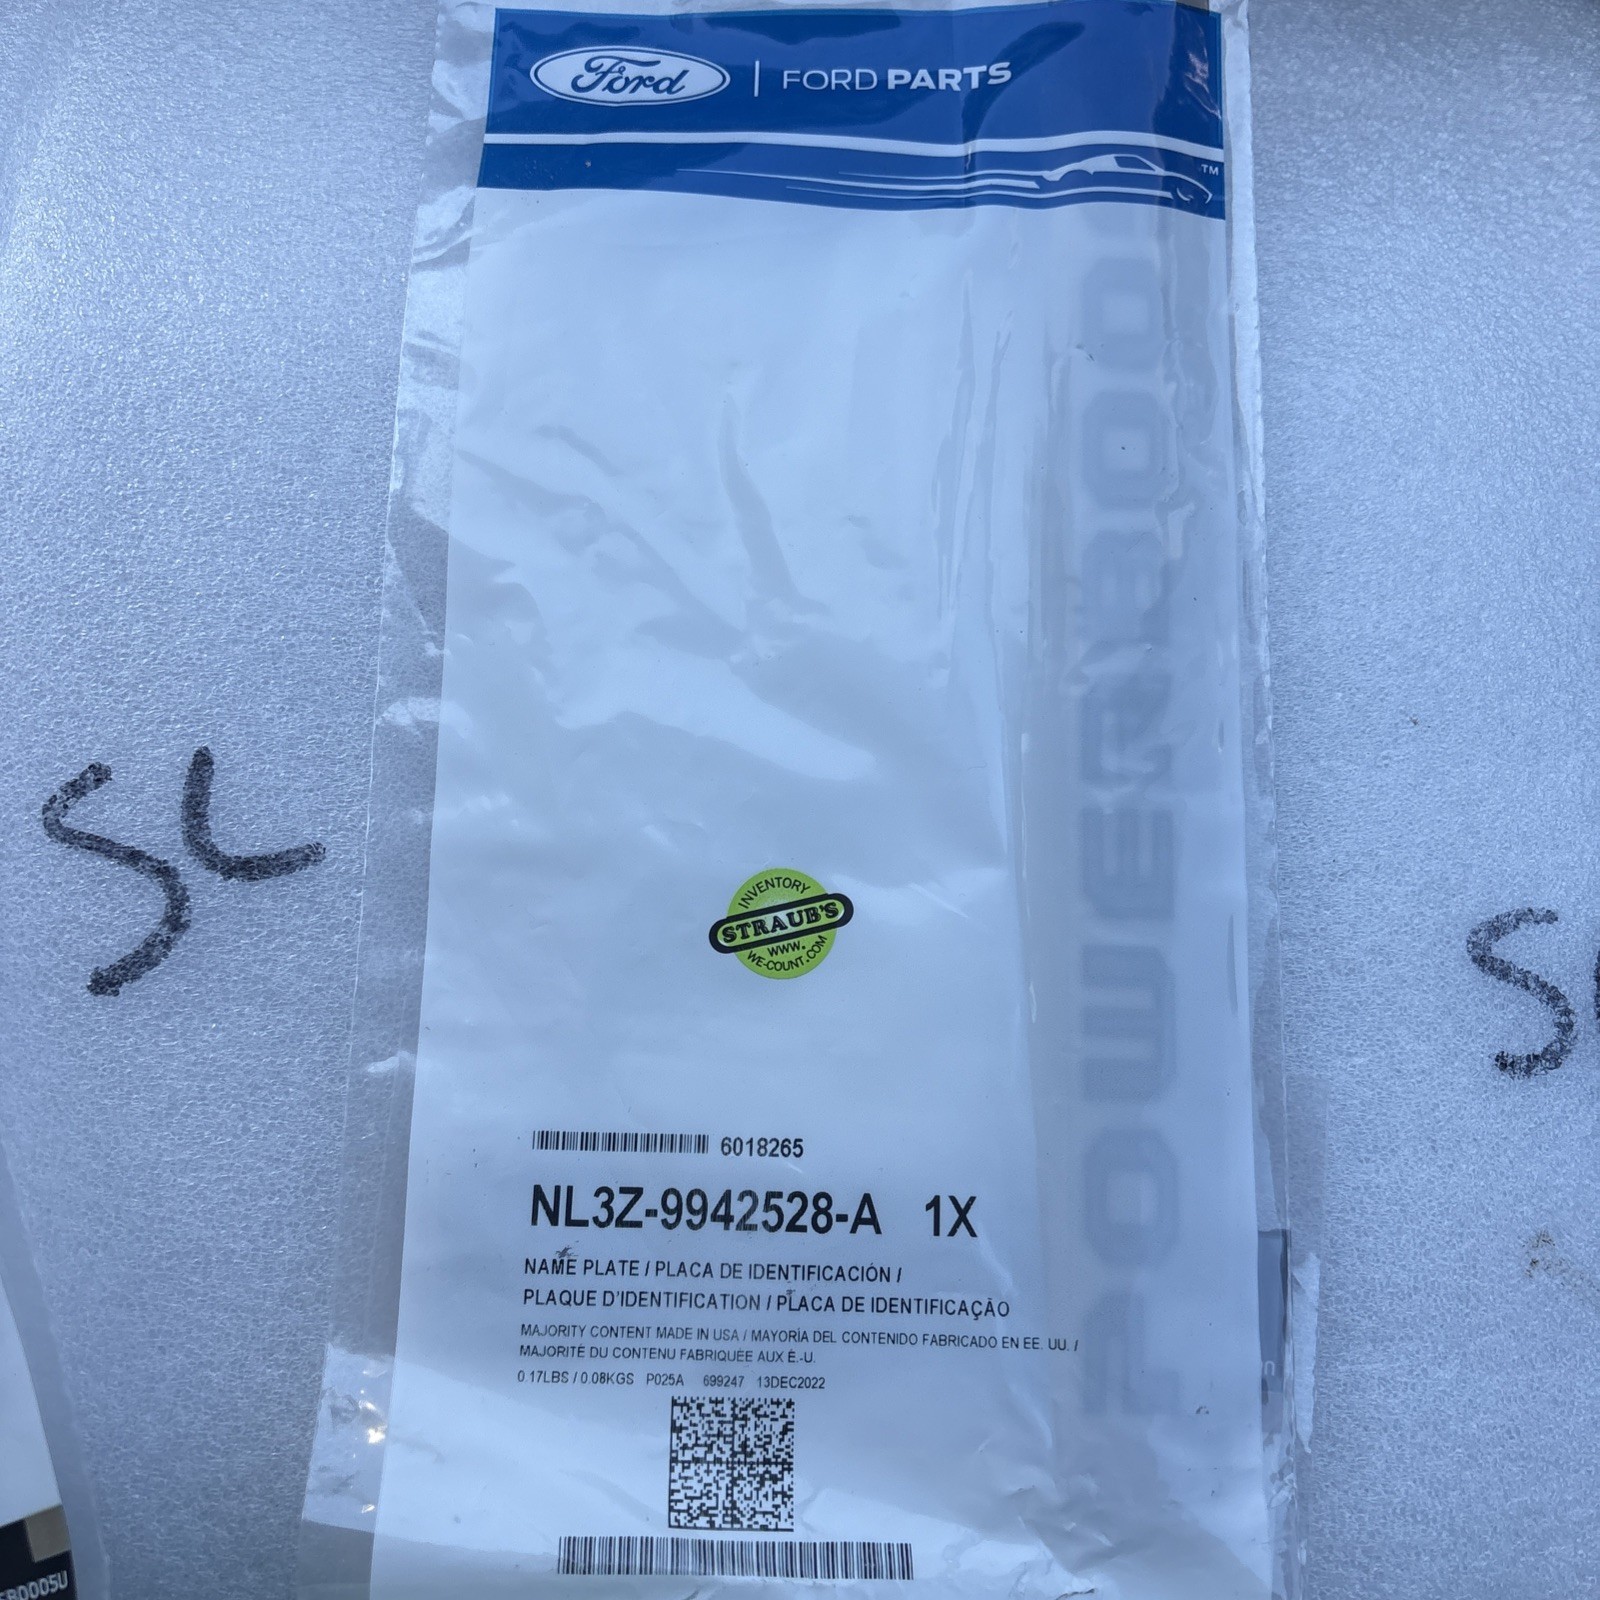 Ford | FORD PARTS
™
SL
INVENTORY
STRAUB'S
WWW.
WE-COUNT.COM
POWERBOO
6018265
NL3Z-9942528-A 1X
NAME PLATE / PLACA DE IDENTIFICACIÓN /
PLAQUE D'IDENTIFICATION / PLACA DE IDENTIFICAÇÃO
MAJORITY CONTENT MADE IN USA / MAYORÍA DEL CONTENIDO FABRICADO EN EE. UU. /
MAJORITÉ DU CONTENU FABRIQUÉE AUX É.-U.
0.17LBS / 0.08KGS P025A 699247 13DEC2022